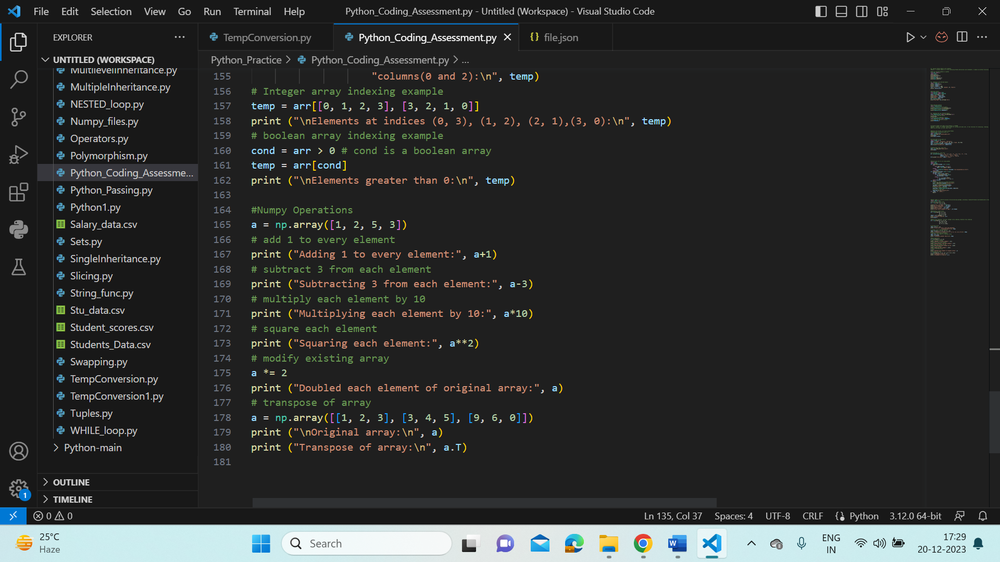 File Edit Selection View Go Run Terminal Help
Python_Coding_Assessment.py - Untitled (Workspace) - Visual Studio Code
EXPLORER
UNTITLED (WORKSPACE)
MultilevelInheritance.py
MultipleInheritance.py
NESTED_loop.py
Numpy_files.py
Operators.py
Polymorphism.py
Python_Coding_Assessme...
Python_Passing.py
Python1.py
Salary_data.csv
Sets.py
SingleInheritance.py
Slicing.py
String_func.py
Stu_data.csv
Student_scores.csv
Students_Data.csv
Swapping.py
TempConversion.py
TempConversion1.py
Tuples.py
WHILE_loop.py
Python-main
OUTLINE
TIMELINE
1
TempConversion.py
Python_Coding_Assessment.py
{} file.json
Python_Practice > Python_Coding_Assessment.py > ...
155 "columns(0 and 2):\n", temp)
156 # Integer array indexing example
157 temp = arr[[0, 1, 2, 3], [3, 2, 1, 0]]
158 print ("\nElements at indices (0, 3), (1, 2), (2, 1),(3, 0):\n", temp)
159 # boolean array indexing example
160 cond = arr > 0 # cond is a boolean array
161 temp = arr[cond]
162 print ("\nElements greater than 0:\n", temp)
163
164 #Numpy Operations
165 a = np.array([1, 2, 5, 3])
166 # add 1 to every element
167 print ("Adding 1 to every element:", a+1)
168 # subtract 3 from each element
169 print ("Subtracting 3 from each element:", a-3)
170 # multiply each element by 10
171 print ("Multiplying each element by 10:", a*10)
172 # square each element
173 print ("Squaring each element:", a**2)
174 # modify existing array
175 a *= 2
176 print ("Doubled each element of original array:", a)
177 # transpose of array
178 a = np.array([[1, 2, 3], [3, 4, 5], [9, 6, 0]])
179 print ("\nOriginal array:\n", a)
180 print ("Transpose of array:\n", a.T)
181
0 0
Ln 135, Col 37 Spaces: 4 UTF-8 CRLF Python 3.12.0 64-bit
25°C
Haze
Search
ENG
IN
17:29
20-12-2023